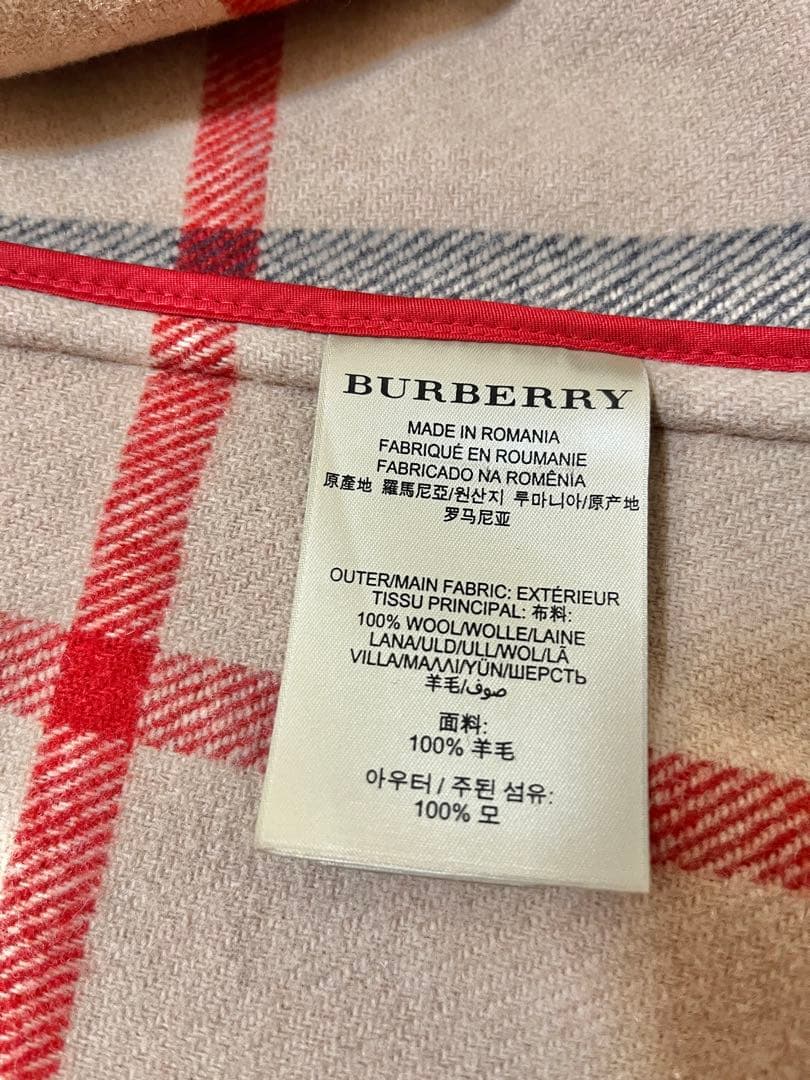 BURBERRY
MADE IN ROMANIA
FABRIQUÉ EN ROUMANIE
FABRICADO NA ROMÊNIA
原產地 羅馬尼亞/원산지 루마니아/原产地
罗马尼亚
OUTER/MAIN FABRIC: EXTÉRIEUR
TISSU PRINCIPAL: 布料:
100% WOOL/WOLLE/LAINE
LANA/ULD/ULL/WOL/LÃ
VILLA/ΜΑΛΛΙ/YÜN/ШЕРСТЬ
羊毛/صوف
面料:
100% 羊毛
아우터 / 주된 섬유:
100% 모